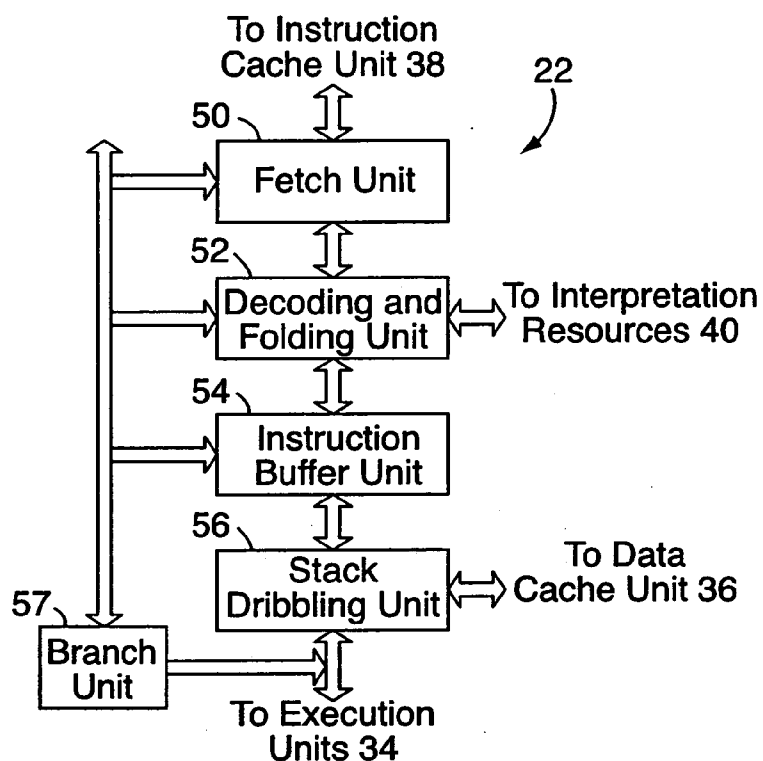 To Instruction
Cache Unit 38
22
50
Fetch Unit
52
Decoding and
Folding Unit
To Interpretation
Resources 40
54
Instruction
Buffer Unit
56
Stack
Dribbling Unit
To Data
Cache Unit 36
57
Branch
Unit
To Execution
Units 34